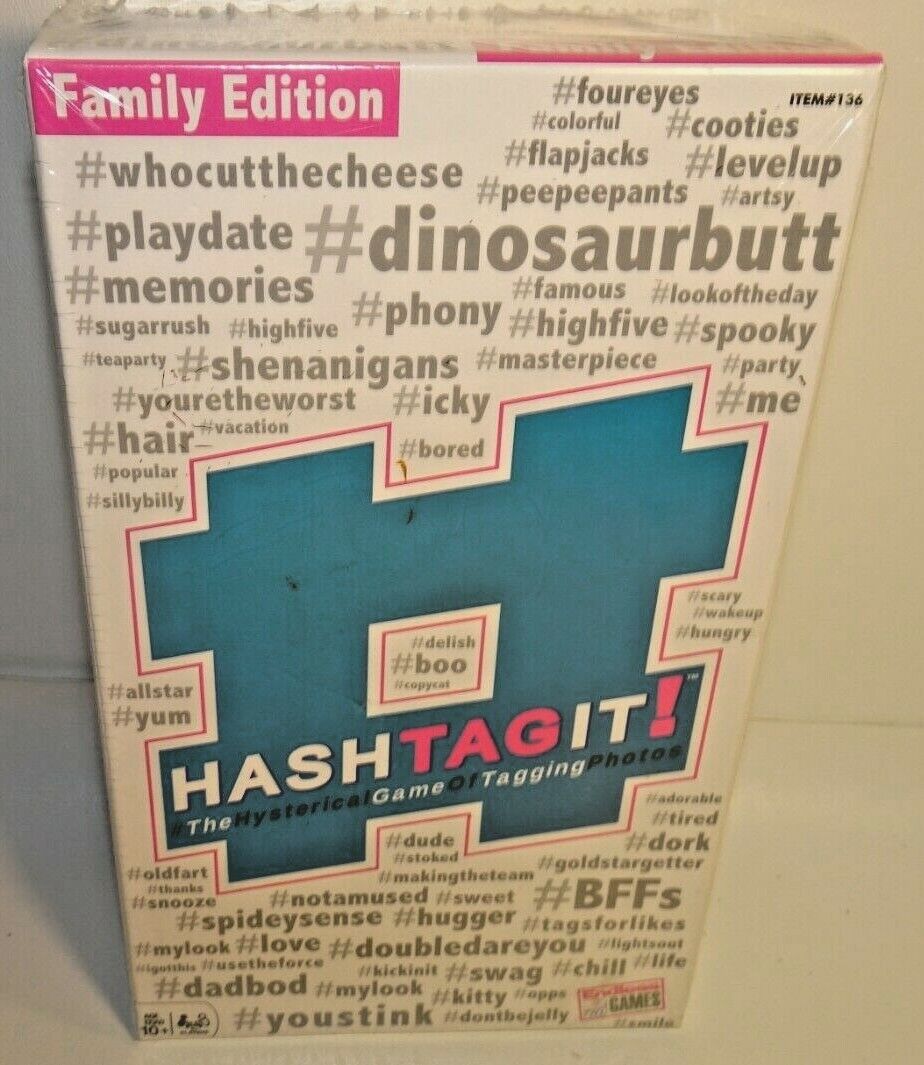 Family Edition
ITEM#136
#foureyes
#colorful #cooties
#whocutthecheese #flapjacks #levelup
#peepeepants #artsy
#playdate #dinosaurbutt
#memories #famous #lookoftheday
#sugarrush #highfive #phony #highfive #spooky
#teaparty #shenanigans #masterpiece #party
#youretheworst #icky #me
#hair #vacation
#popular #bored
#sillybilly
#scary
#wakeup
#hungry
#delish
#boo
#copycat
#allstar
#yum
HASHTAGIT!™
#TheHystericalGameOfTaggingPhotos
#adorable
#tired
#dude #dork
#stoked #goldstargetter
#oldfart #makingtheteam
#thanks
#snooze #notamused #sweet #BFFs
#spideysense #hugger #tagsforlikes
#mylook #love #doubledareyou #lightsout
#igotthis #usetheforce #kickinit #swag #chill #life
#dadbod #mylook #kitty #opps Endless GAMES
10+ #youstink #dontbejelly #smile